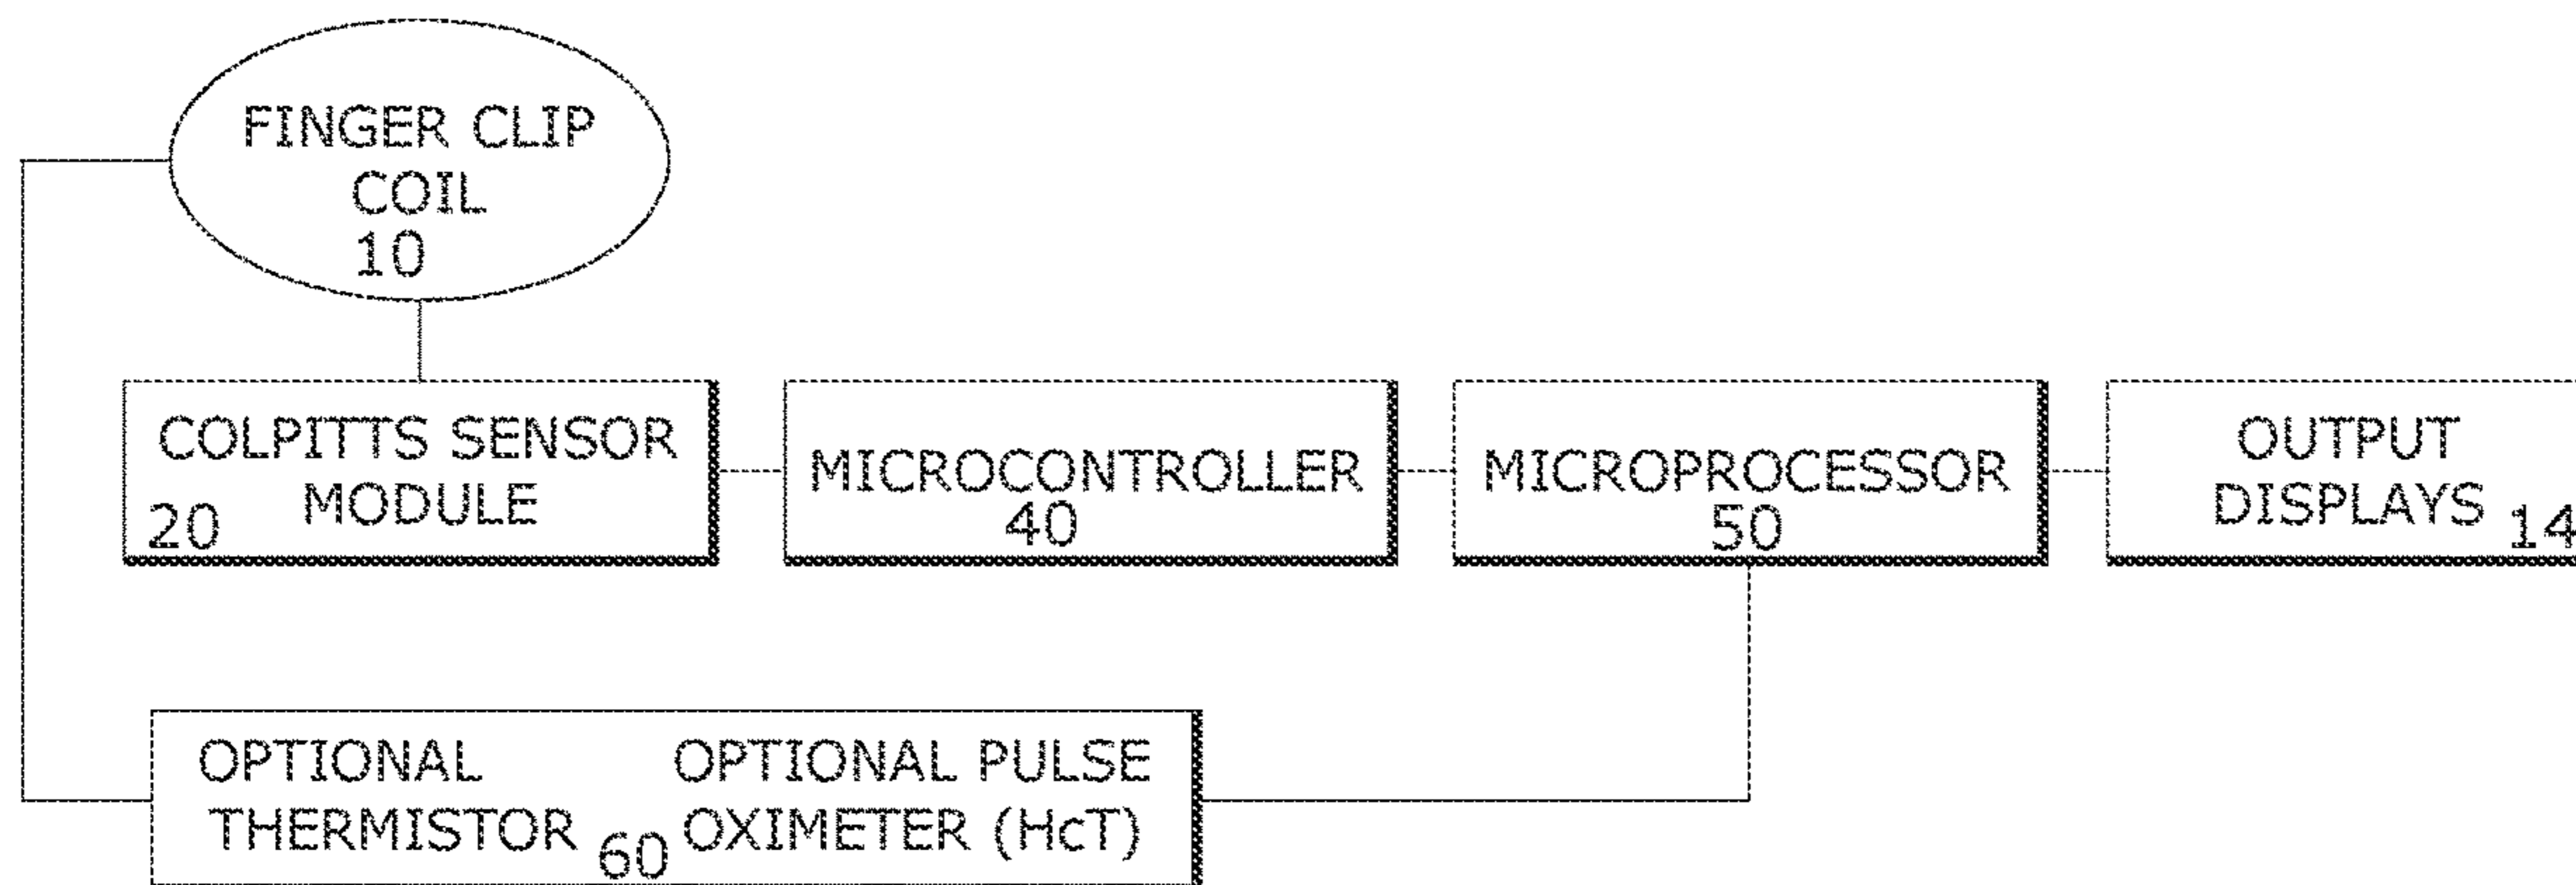 FINGER CLIP
COIL
10
COLPITTS SENSOR
MODULE
20
MICROCONTROLLER
40
MICROPROCESSOR
50
OUTPUT
DISPLAYS 14
OPTIONAL
THERMISTOR
60
OPTIONAL PULSE
OXIMETER (HcT)